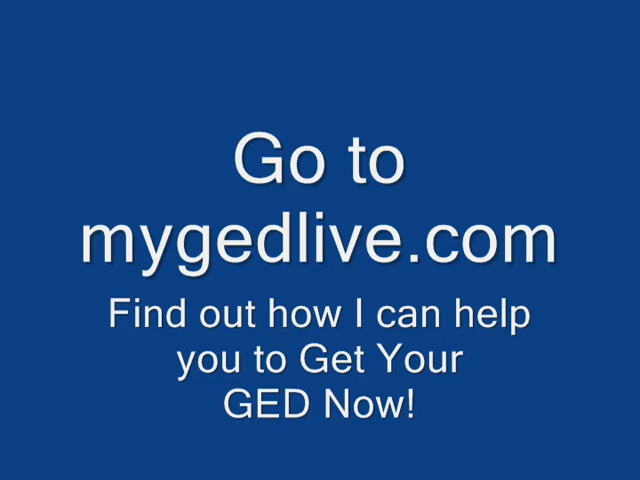 Go to
mygedlive.com
Find out how I can help
you to Get Your
GED Now!